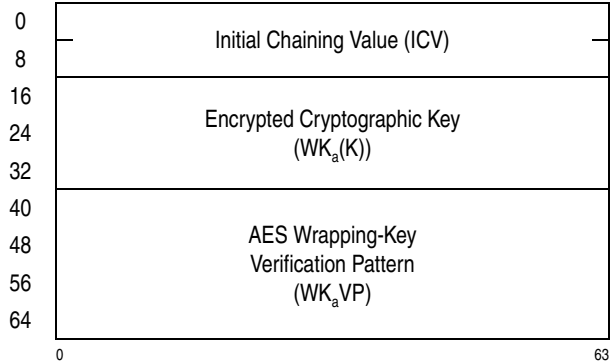 0
Initial Chaining Value (ICV)
8
16
Encrypted Cryptographic Key
24
(WKa(K))
32
40
AES Wrapping-Key
48
Verification Pattern
56
(WKaVP)
64
0 63